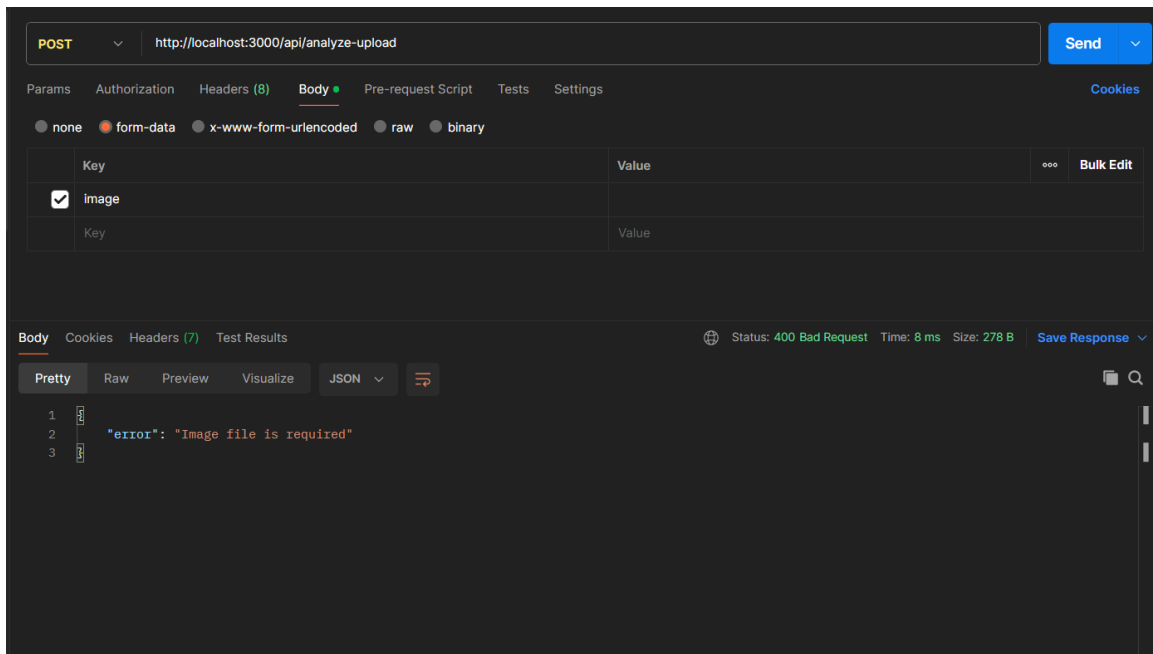 POST http://localhost:3000/api/analyze-upload Send
Params Authorization Headers (8) Body Pre-request Script Tests Settings Cookies
none form-data x-www-form-urlencoded raw binary
Key Value Bulk Edit
image
Key Value
Body Cookies Headers (7) Test Results Status: 400 Bad Request Time: 8 ms Size: 278 B Save Response
Pretty Raw Preview Visualize JSON
1 {
2 "error": "Image file is required"
3 }